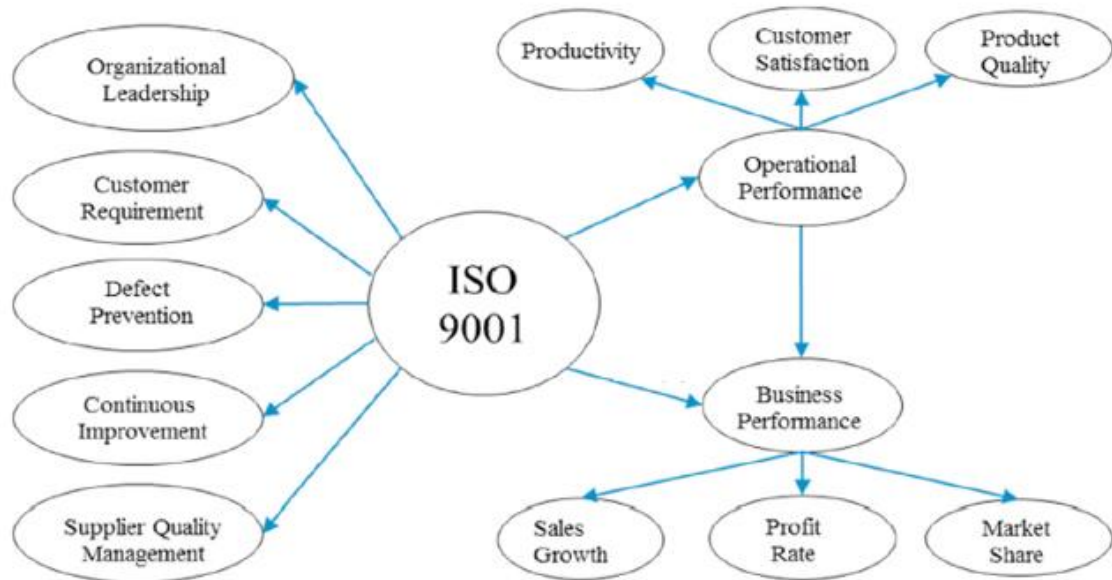 Organizational
Leadership
Customer
Requirement
Defect
Prevention
Continuous
Improvement
Supplier Quality
Management
ISO
9001
Productivity
Customer
Satisfaction
Product
Quality
Operational
Performance
Business
Performance
Sales
Growth
Profit
Rate
Market
Share